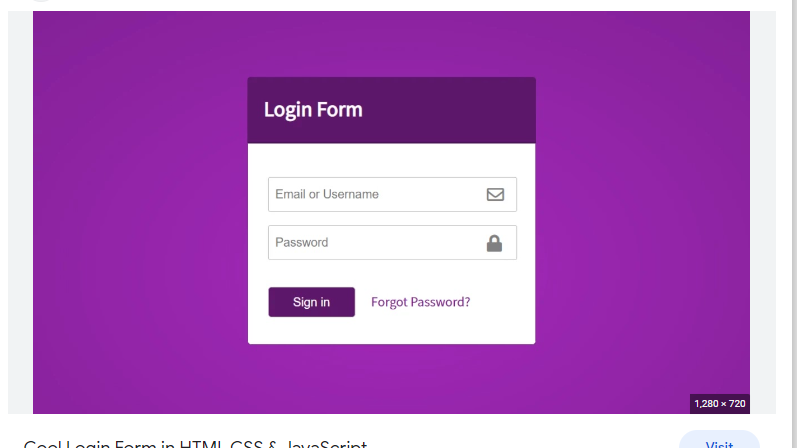 Login Form
Email or Username
Password
Sign in Forgot Password?
1,280 × 720
Cool Login Form in HTML CSS & JavaScript
Visit